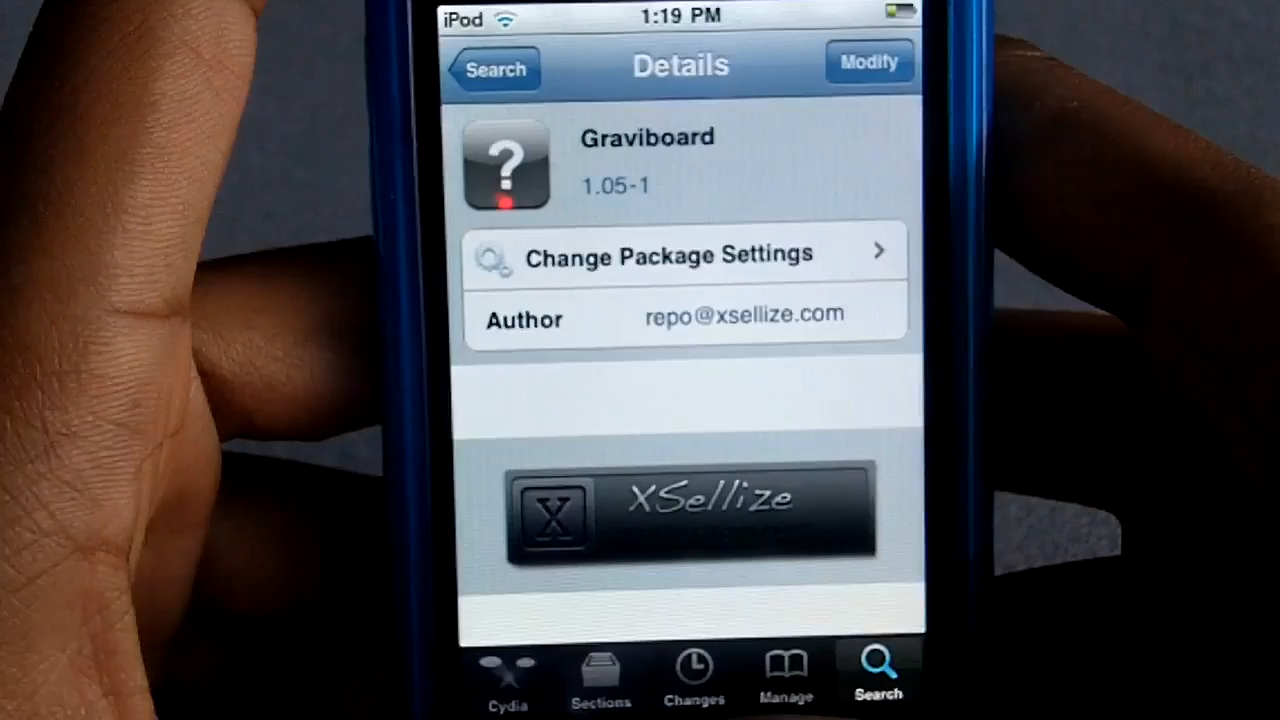 iPod 1:19 PM
Search Details Modify
?
Graviboard
1.05-1
Change Package Settings
Author repo@xsellize.com
X XSellize
Cydia Sections Changes Manage Search